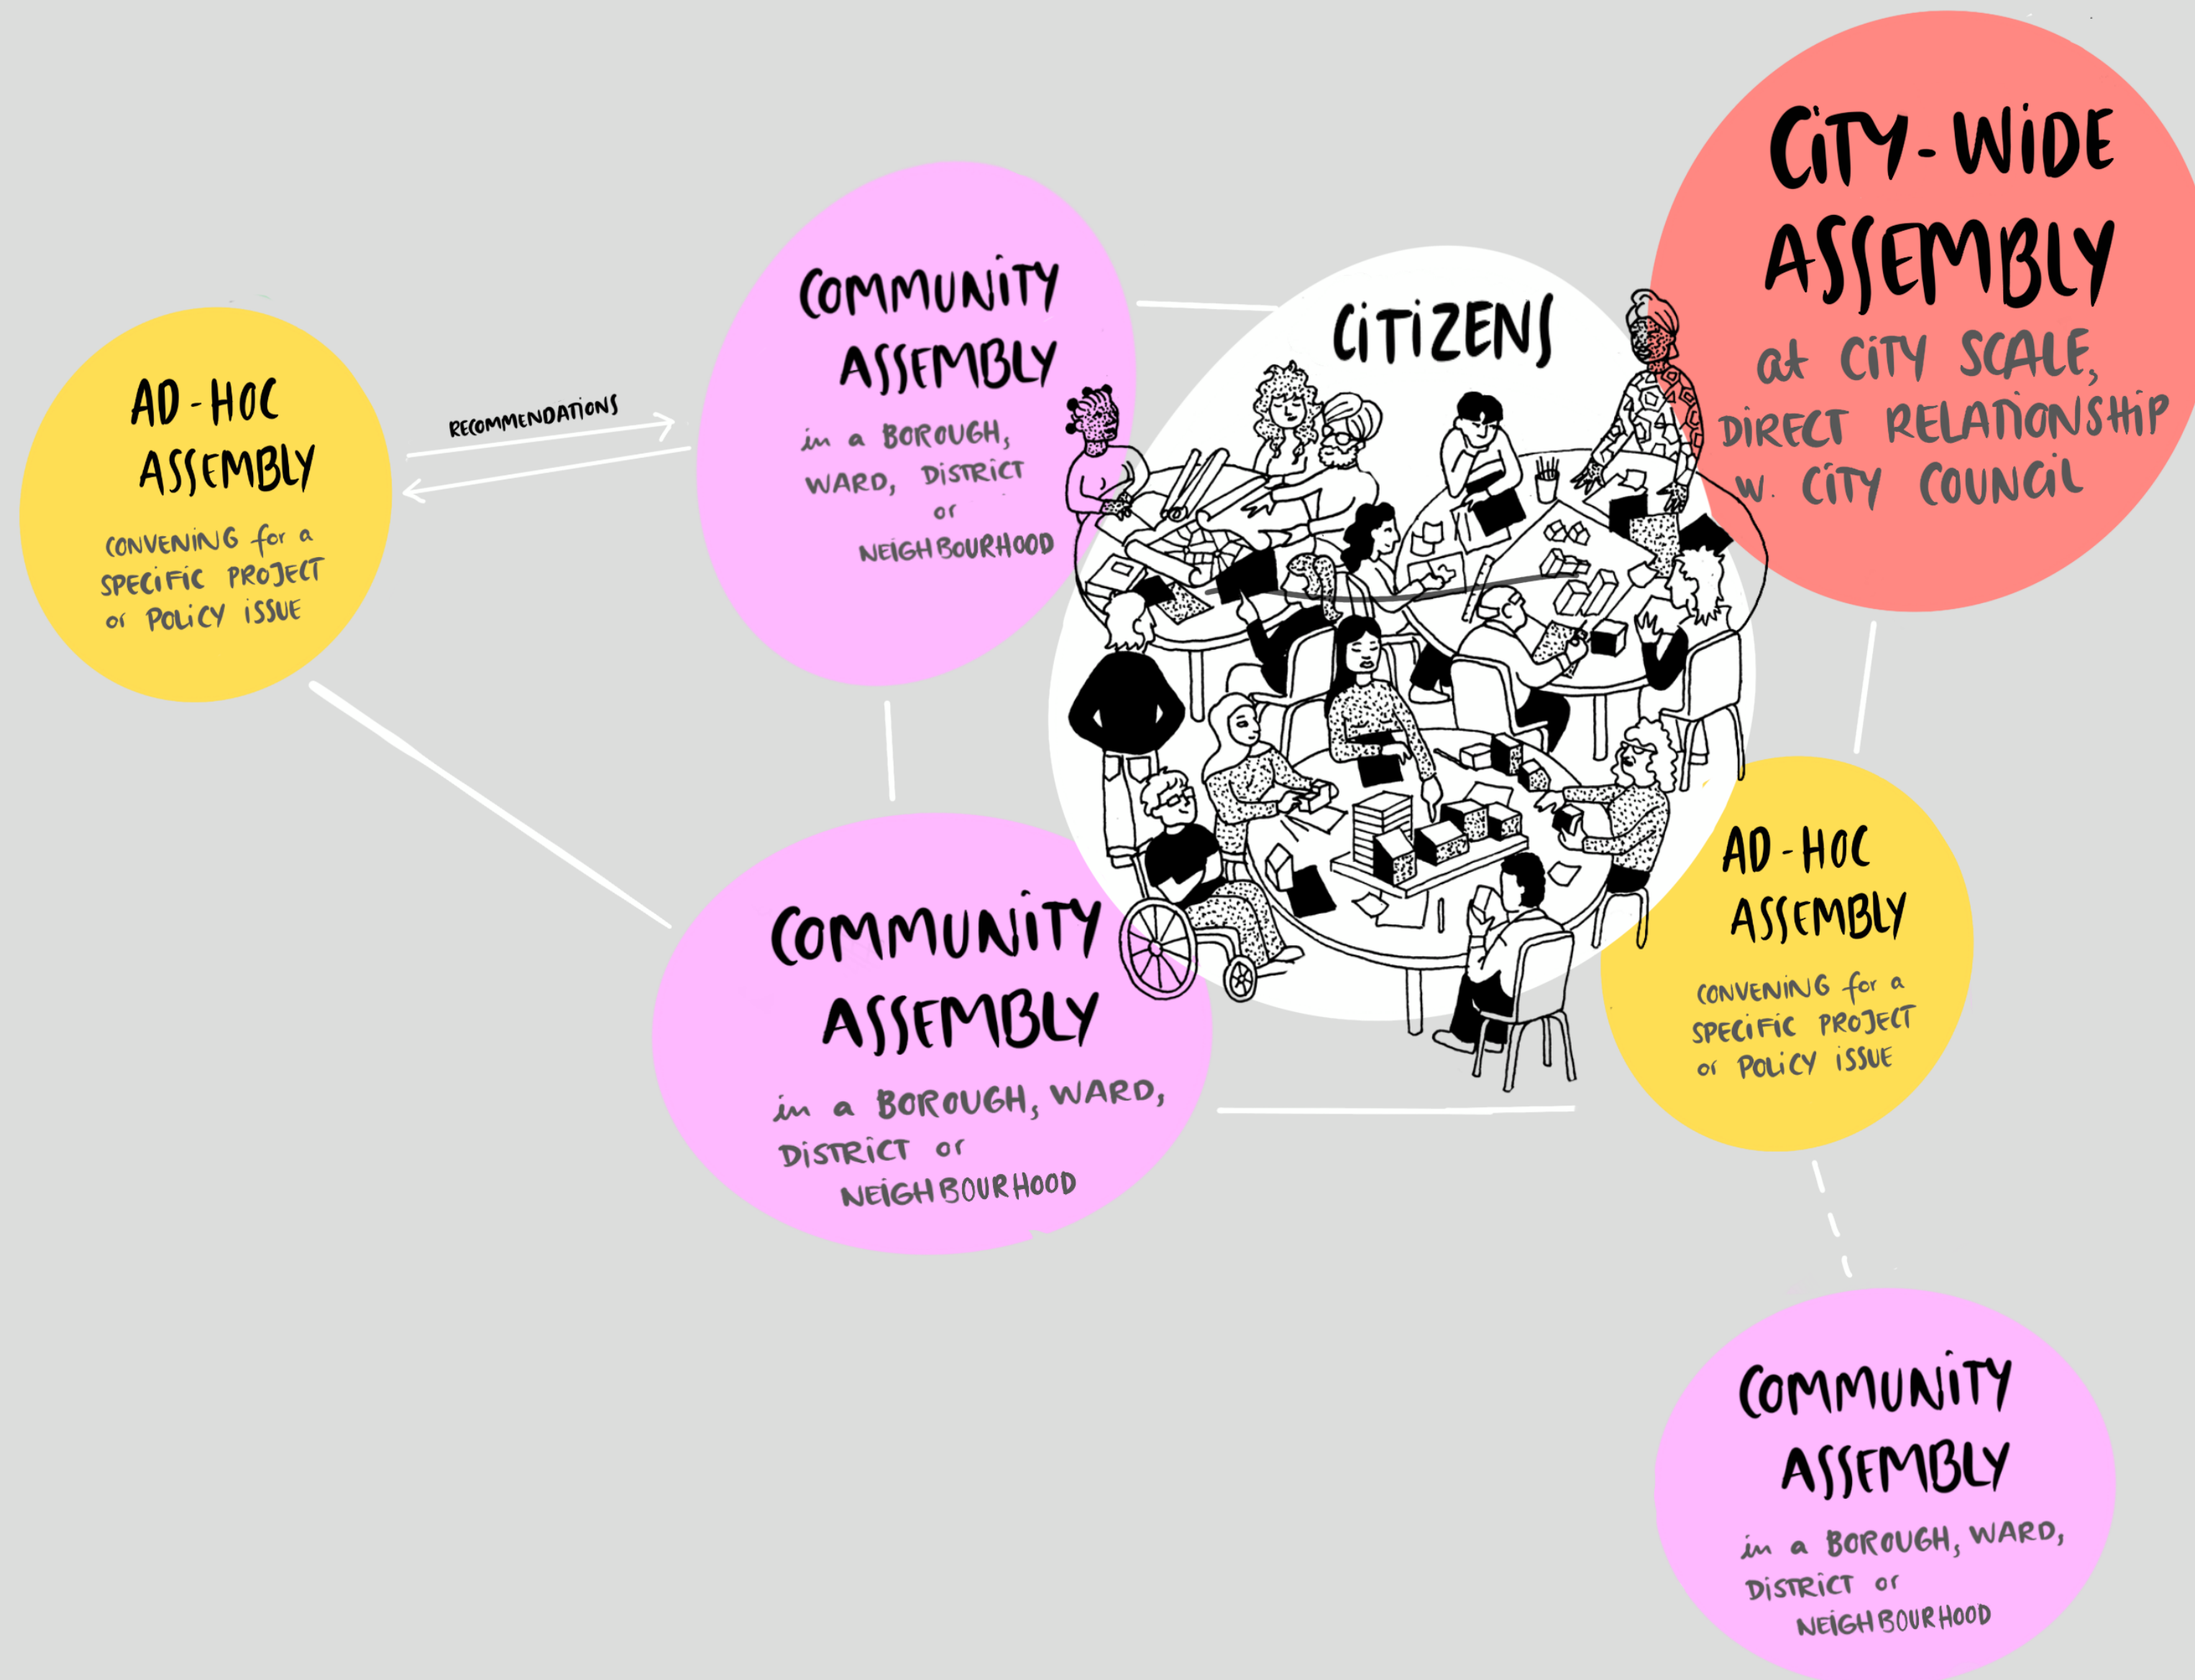 CITY-WIDE
ASSEMBLY
at CITY SCALE,
DIRECT RELATIONSHIP
w. CITY COUNCIL
COMMUNITY
ASSEMBLY
in a BOROUGH,
WARD, DISTRICT
or
NEIGHBOURHOOD
CITIZENS
AD-HOC
ASSEMBLY
CONVENING for a
SPECIFIC PROJECT
or POLICY ISSUE
RECOMMENDATIONS
COMMUNITY
ASSEMBLY
in a BOROUGH, WARD,
DISTRICT or
NEIGHBOURHOOD
AD-HOC
ASSEMBLY
CONVENING for a
SPECIFIC PROJECT
or POLICY ISSUE
COMMUNITY
ASSEMBLY
in a BOROUGH, WARD,
DISTRICT or
NEIGHBOURHOOD